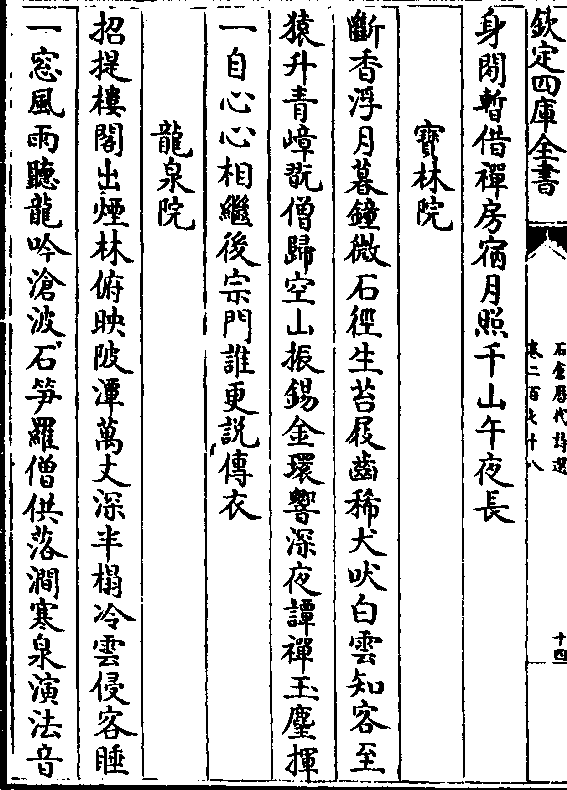 欽定四庫全書
石倉歷代詩選
卷二百七十八
十四
身閒暫借禪房宿月照千山午夜長
寶林院
斷香浮月暮鐘微石徑生苔屐齒稀犬吠白雲知客至
猿升青嶂翫僧歸空山振錫金環響深夜譚禪玉麈揮
一自心心相繼後宗門誰更説傳衣
龍泉院
招提樓閣出煙林俯映陂潭萬丈深半榻冷雲侵客睡
一窓風雨聽龍吟滄波石笋羅僧供落澗寒泉演法音